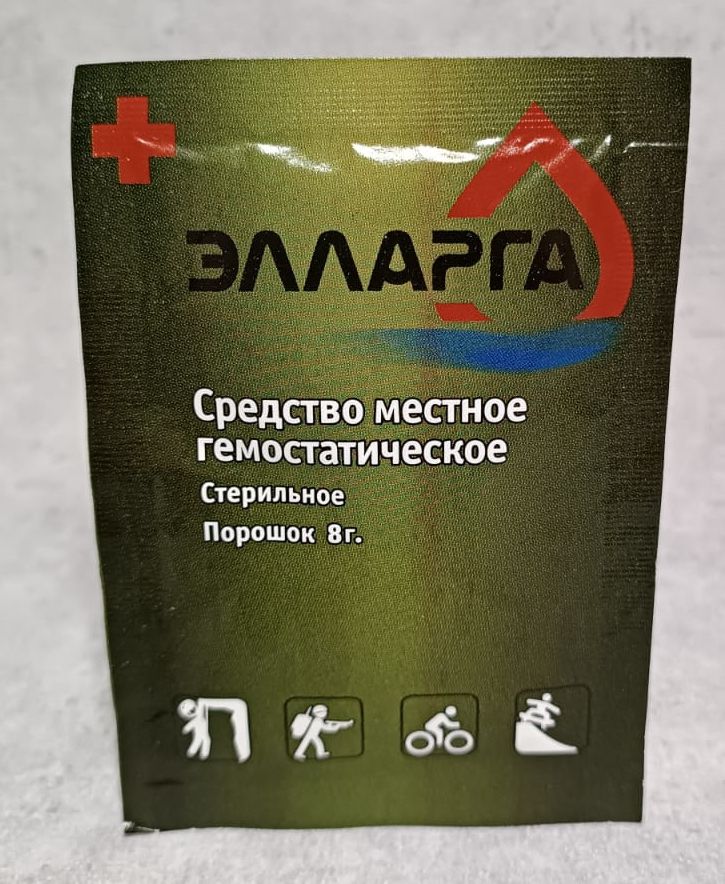 ЭЛЛАРГА
Средство местное
гемостатическое
Стерильное
Порошок 8г.